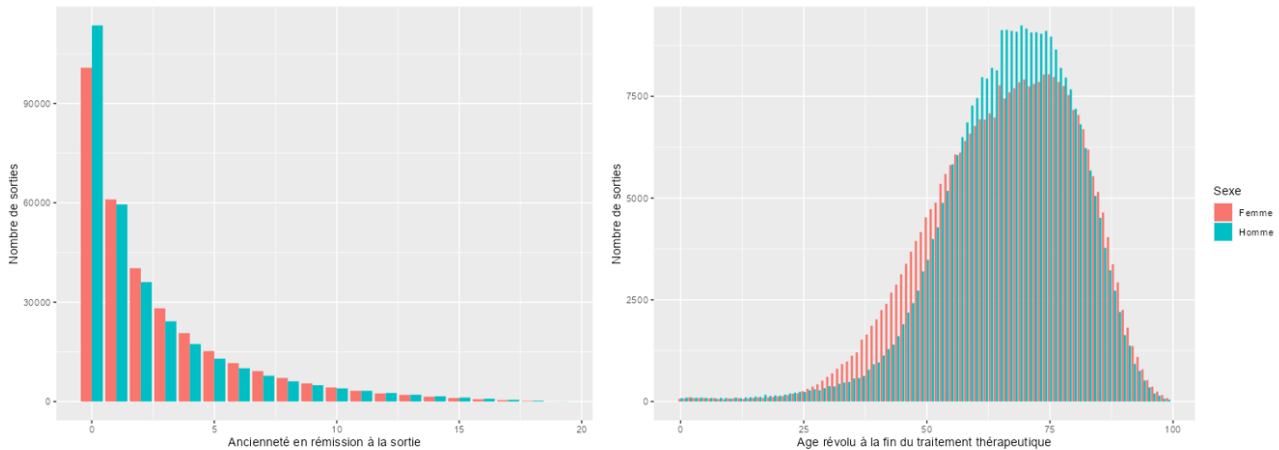 Nombre de sorties
90000
60000
30000
0
0
5
10
15
20
Ancienneté en rémission à la sortie
Nombre de sorties
7500
5000
2500
0
0
25
50
75
100
Age révolu à la fin du traitement thérapeutique
Sexe
Femme
Homme